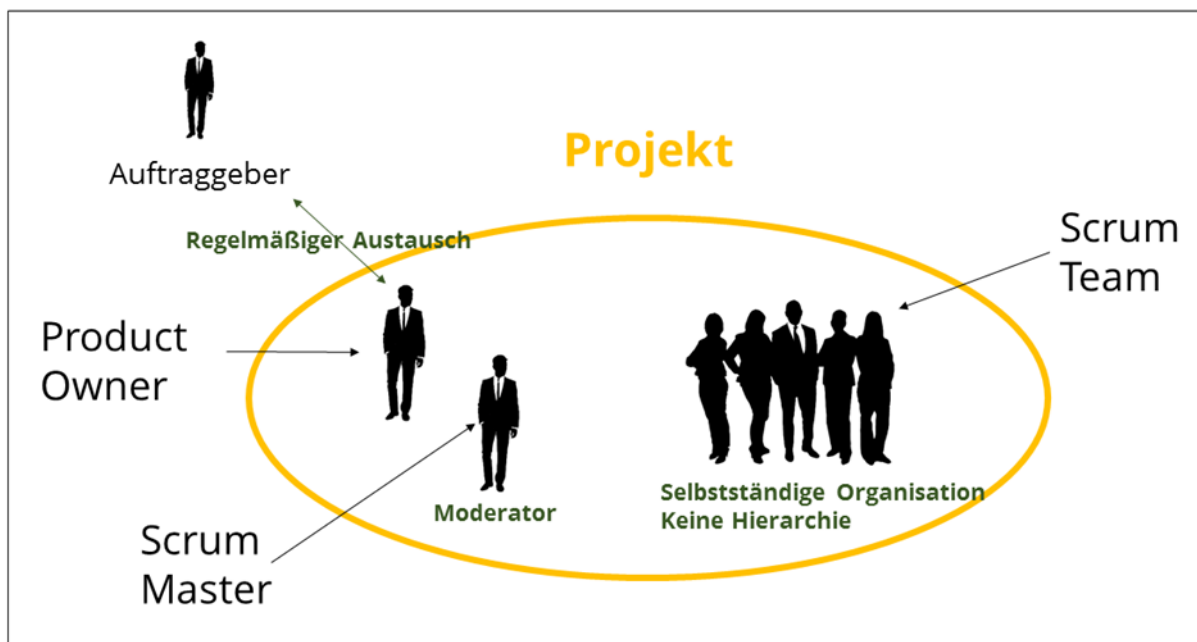 Auftraggeber
Projekt
Regelmäßiger Austausch
Scrum
Team
Product
Owner
Moderator
Selbstständige Organisation
Keine Hierarchie
Scrum
Master